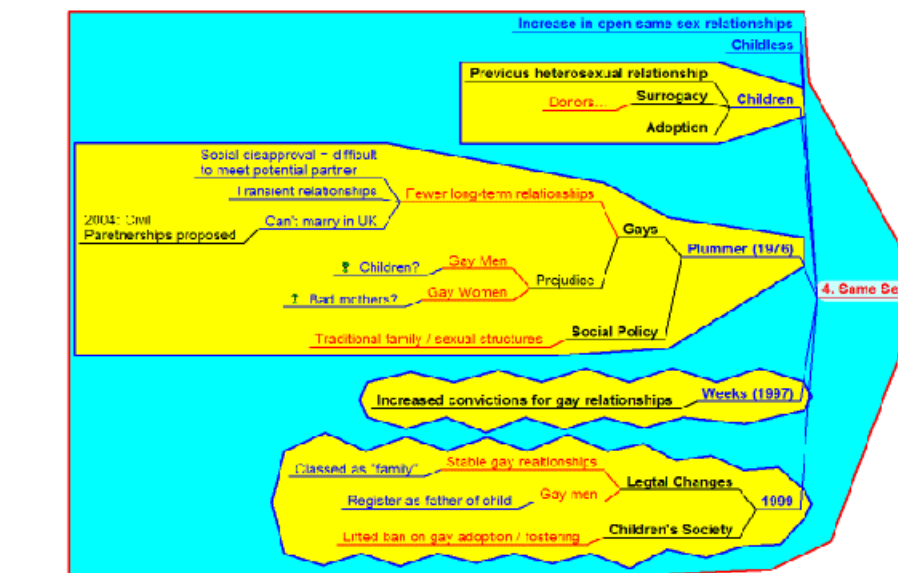 Increase in open same sex relationships
Childless
Previous heterosexual relationship
Donors...
Surrogacy
Children
Adoption
Social disapproval - difficult
to meet potential partner
Transient relationships
Fewer long-term relationships
2004: Civil
Paretnerships proposed
Can't marry in UK
Gays
Plummer (1976)
? Children?
Gay Men
Prejudice
? Bad mothers?
Gay Women
4. Same Se
Traditional family / sexual structures
Social Policy
Increased convictions for gay relationships
Weeks (1997)
Classed as "family"
Stable gay realtionships
Legtal Changes
Register as father of child
Gay men
1999
Lifted ban on gay adoption / fostering
Children's Society